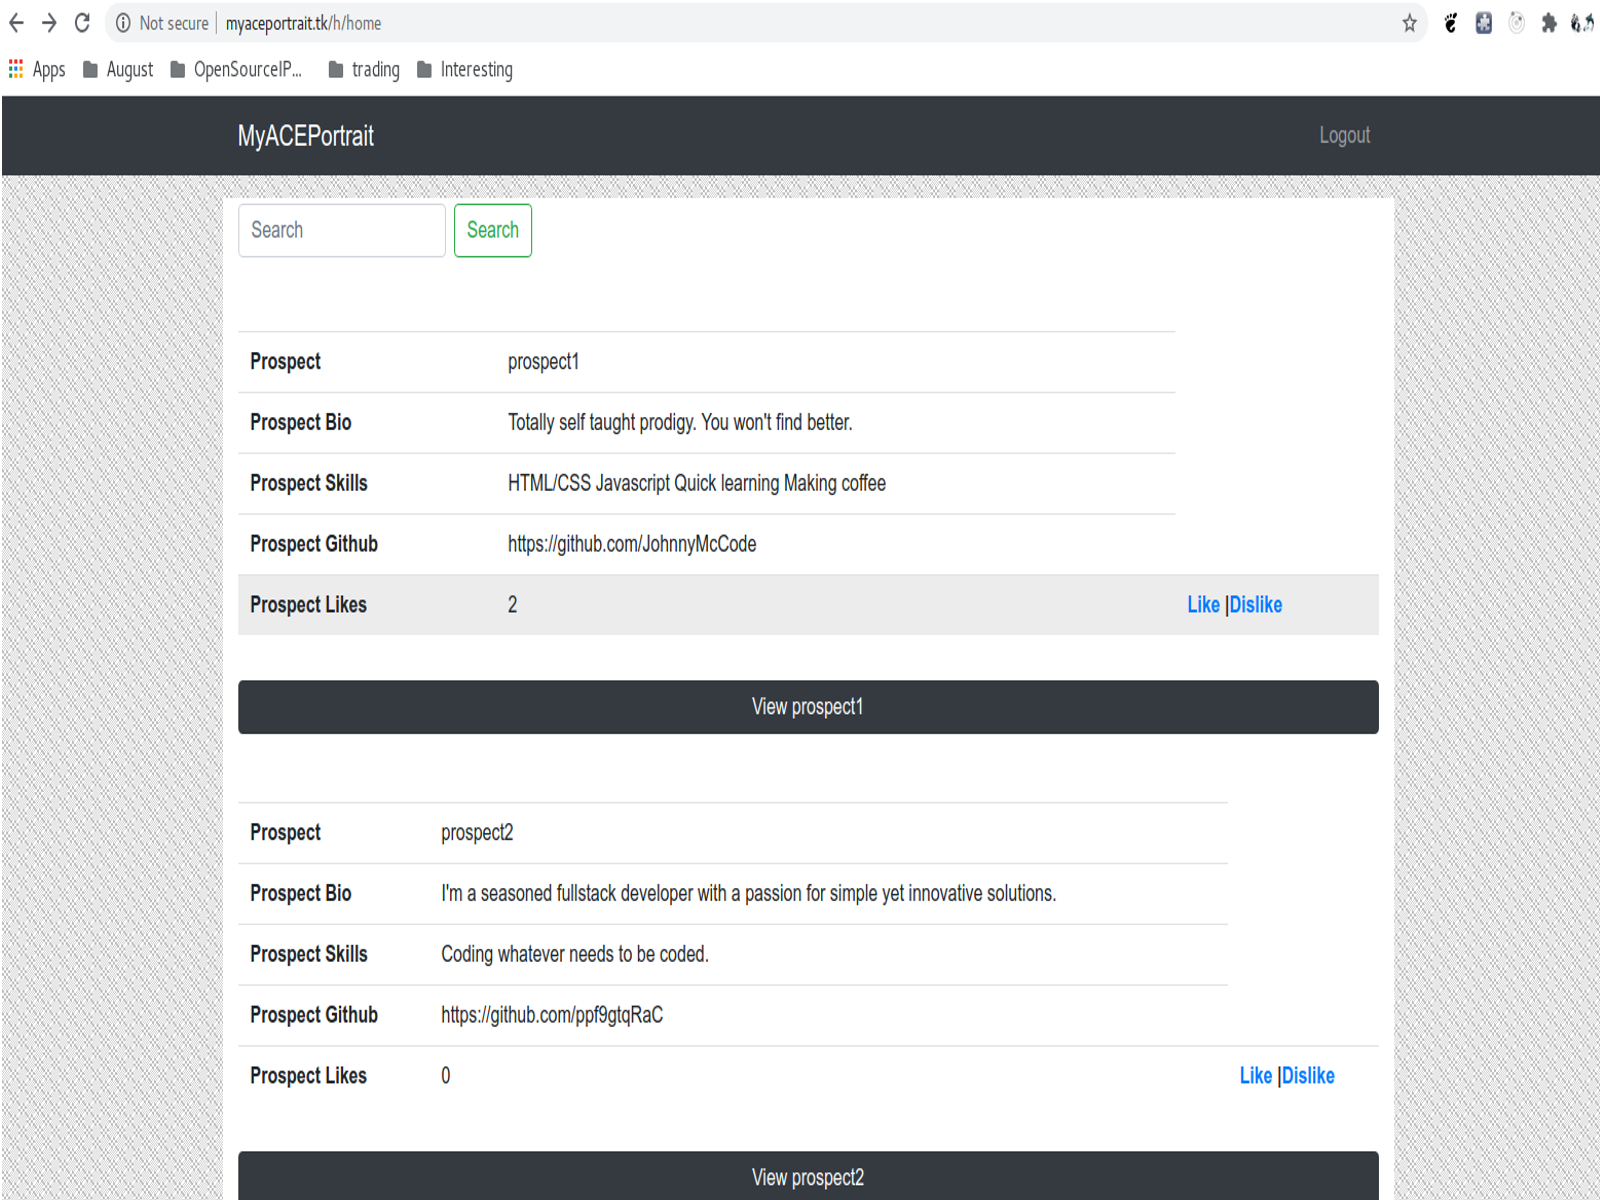 Not secure myaceportrait.tk/h/home
Apps August OpenSourceIP... trading Interesting
MyACEPortrait Logout
Search Search
Prospect prospect1
Prospect Bio Totally self taught prodigy. You won't find better.
Prospect Skills HTML/CSS Javascript Quick learning Making coffee
Prospect Github https://github.com/JohnnyMcCode
Prospect Likes 2 Like |Dislike
View prospect1
Prospect prospect2
Prospect Bio I'm a seasoned fullstack developer with a passion for simple yet innovative solutions.
Prospect Skills Coding whatever needs to be coded.
Prospect Github https://github.com/ppf9gtqRaC
Prospect Likes 0 Like |Dislike
View prospect2